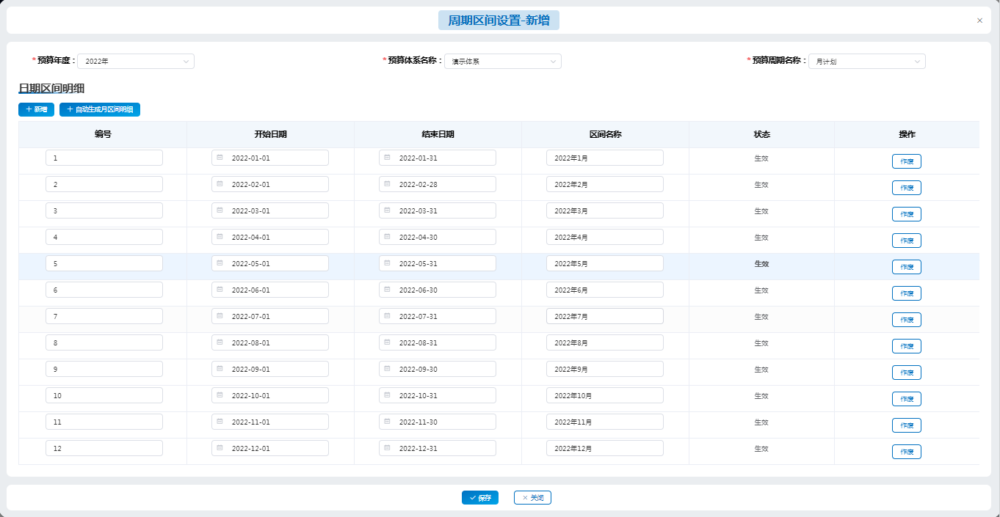 周期区间设置-新增
*预算年度： 2022年 *预算体系名称： 演示体系 *预算周期名称： 月计划
日期区间明细
+ 新增 + 自动生成月区间明细
编号 开始日期 结束日期 区间名称 状态 操作
1 2022-01-01 2022-01-31 2022年1月 生效 作废
2 2022-02-01 2022-02-28 2022年2月 生效 作废
3 2022-03-01 2022-03-31 2022年3月 生效 作废
4 2022-04-01 2022-04-30 2022年4月 生效 作废
5 2022-05-01 2022-05-31 2022年5月 生效 作废
6 2022-06-01 2022-06-30 2022年6月 生效 作废
7 2022-07-01 2022-07-31 2022年7月 生效 作废
8 2022-08-01 2022-08-31 2022年8月 生效 作废
9 2022-09-01 2022-09-30 2022年9月 生效 作废
10 2022-10-01 2022-10-31 2022年10月 生效 作废
11 2022-11-01 2022-11-30 2022年11月 生效 作废
12 2022-12-01 2022-12-31 2022年12月 生效 作废
保存 关闭